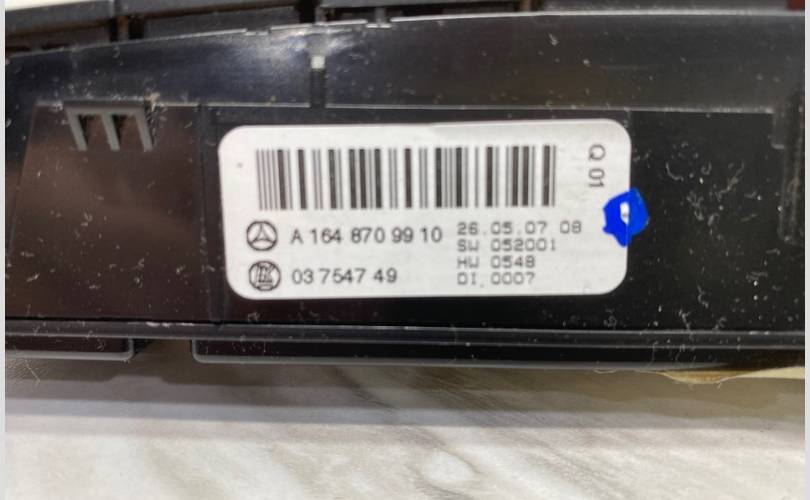 Q 01
A 164 870 99 10
03 7547 49
26.05.07 08
SW 052001
HW 0548
DI.0007